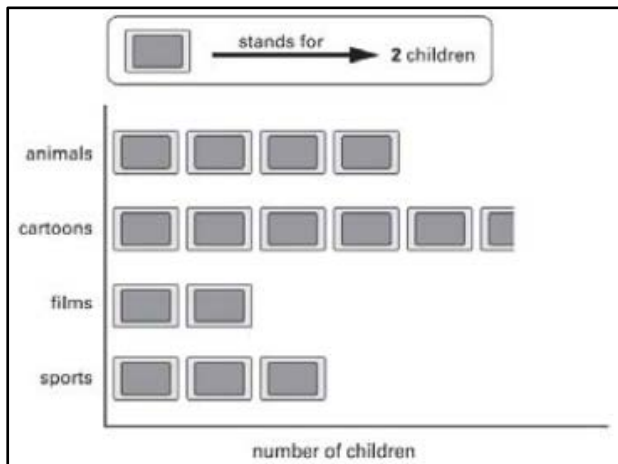 stands for
2 children
animals
cartoons
films
sports
number of children